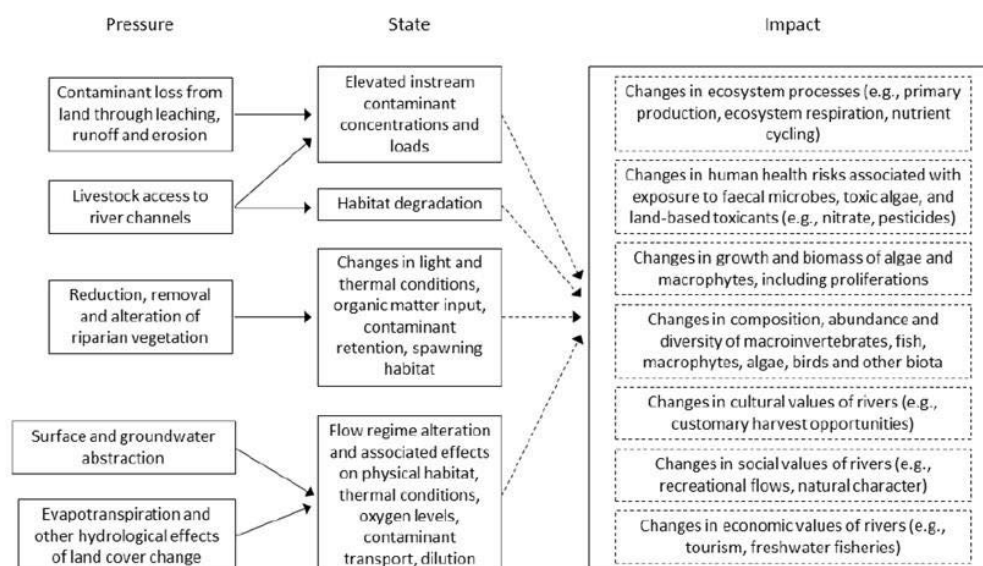 Pressure
State
Impact
Contaminant loss from
land through leaching,
runoff and erosion
Livestock access to
river channels
Reduction, removal
and alteration of
riparian vegetation
Surface and groundwater
abstraction
Evapotranspiration and
other hydrological effects
of land cover change
Elevated instream
contaminant
concentrations and
loads
Habitat degradation
Changes in light and
thermal conditions,
organic matter input,
contaminant
retention, spawning
habitat
Flow regime alteration
and associated effects
on physical habitat,
thermal conditions,
oxygen levels,
contaminant
transport, dilution
Changes in ecosystem processes (e.g., primary
production, ecosystem respiration, nutrient
cycling)
Changes in human health risks associated with
exposure to faecal microbes, toxic algae, and
land-based toxicants (e.g., nitrate, pesticides)
Changes in growth and biomass of algae and
macrophytes, including proliferations
Changes in composition, abundance and
diversity of macroinvertebrates, fish,
macrophytes, algae, birds and other biota
Changes in cultural values of rivers (e.g.,
customary harvest opportunities)
Changes in social values of rivers (e.g.,
recreational flows, natural character)
Changes in economic values of rivers (e.g.,
tourism, freshwater fisheries)